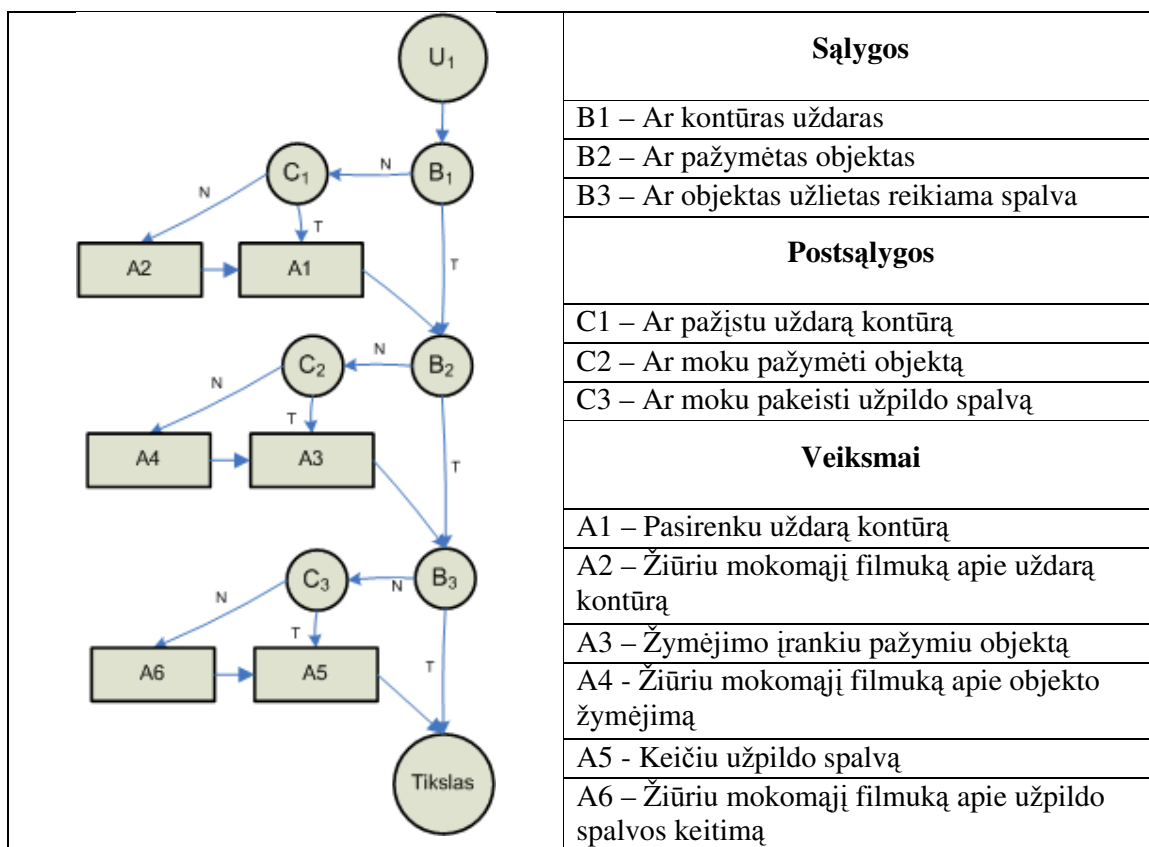 U1
B1
N
C1
N
T
T
A2
A1
B2
N
C2
N
T
T
A4
A3
B3
N
C3
N
T
T
A6
A5
Tikslas
Sąlygos
B1 – Ar kontūras uždaras
B2 – Ar pažymėtas objektas
B3 – Ar objektas užlietas reikiama spalva
Postsąlygos
C1 – Ar pažįstu uždarą kontūrą
C2 – Ar moku pažymėti objektą
C3 – Ar moku pakeisti užpildo spalvą
Veiksmai
A1 – Pasirenku uždarą kontūrą
A2 – Žiūriu mokomąjį filmuką apie uždarą
kontūrą
A3 – Žymėjimo įrankiu pažymiu objektą
A4 - Žiūriu mokomąjį filmuką apie objekto
žymėjimą
A5 - Keičiu užpildo spalvą
A6 – Žiūriu mokomąjį filmuką apie užpildo
spalvos keitimą